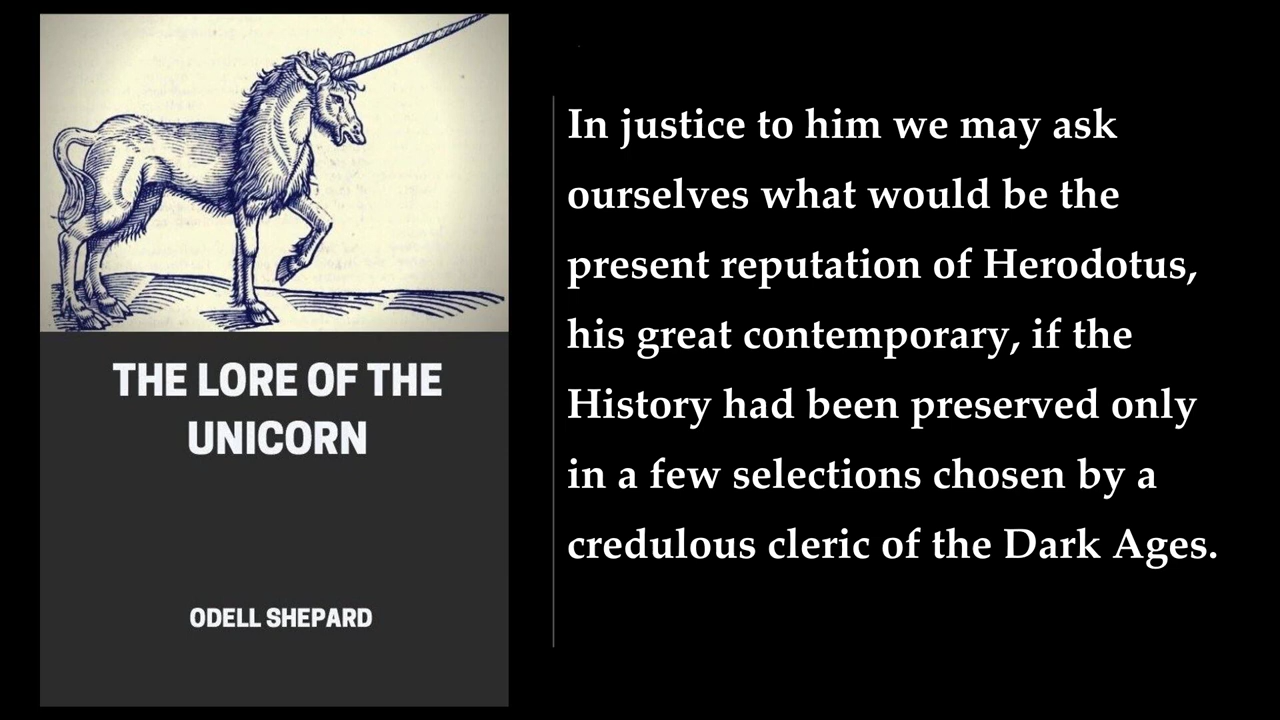 THE LORE OF THE
UNICORN
ODELL SHEPARD
In justice to him we may ask
ourselves what would be the
present reputation of Herodotus,
his great contemporary, if the
History had been preserved only
in a few selections chosen by a
credulous cleric of the Dark Ages.